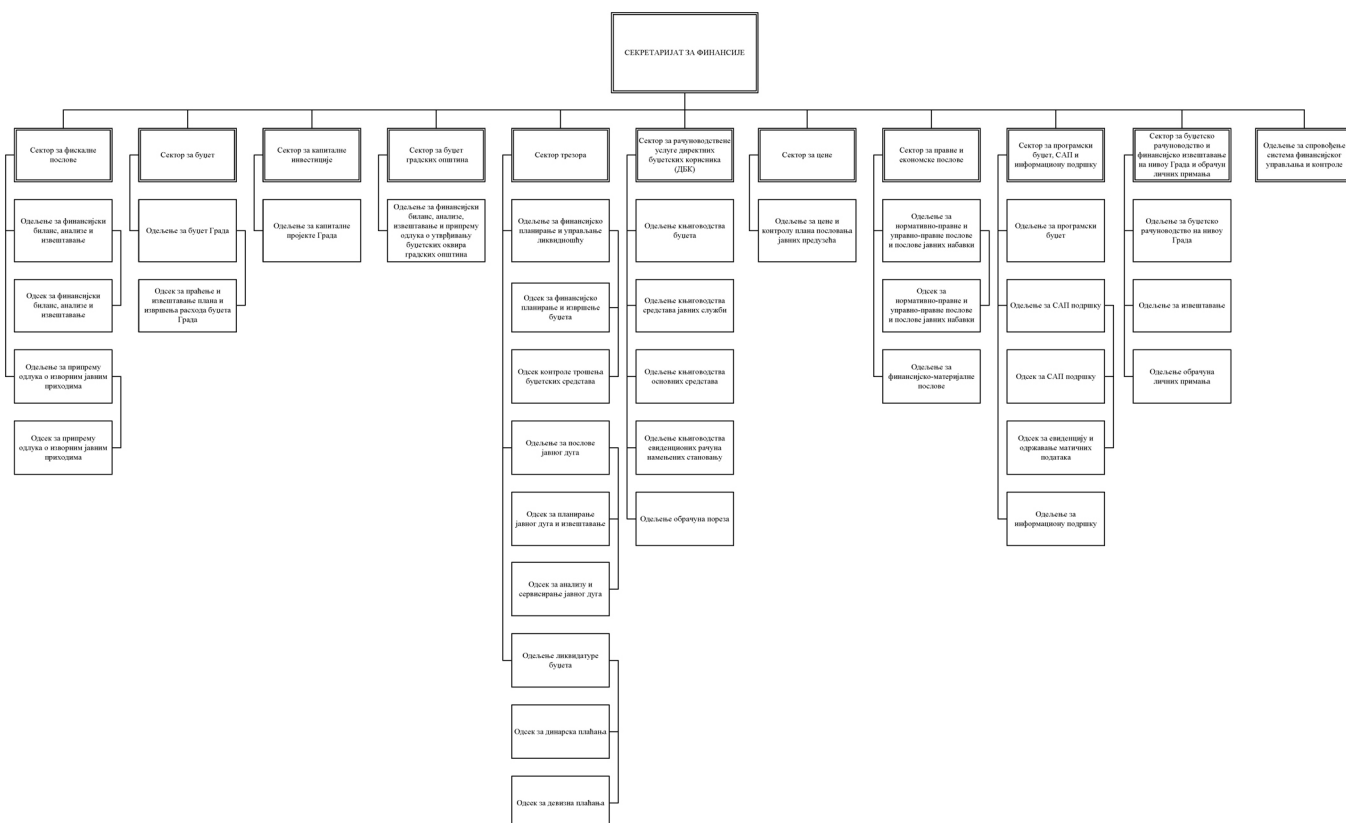 СЕКРЕТАРИЈАТ ЗА ФИНАНСИЈЕ
Сектор за фискалне
послове
Сектор за буџет
Сектор за капиталне
инвестиције
Сектор за буџет
градских општина
Сектор трезора
Сектор за рачуноводствене
услуге директних
буџетских корисника
(ДБК)
Сектор за цене
Сектор за правне и
економске послове
Сектор за програмски
буџет, САП и
информациону подршку
Сектор за буџетско
рачуноводство и
финансијско извештавање
на нивоу Града и обрачун
личних примања
Одељење за спровођење
система финансијског
управљања и контроле
Одељење за финансијски
биланс, анализе и
извештавање
Одељење за буџет Града
Одељење за капиталне
пројекте Града
Одељење за финансијски
биланс, анализе,
извештавање и припрему
одлука о утврђивању
буџетских оквира
градских општина
Одељење за финансијско
планирање и управљање
ликвидношћу
Одељење књиговодства
буџета
Одељење за цене и
контролу плана пословања
јавних предузећа
Одељење за
нормативно-правне и
управно-правне послове
и послове јавних набавки
Одељење за програмски
буџет
Одељење за буџетско
рачуноводство на нивоу
Града
Одсек за финансијски
биланс, анализе и
извештавање
Одсек за праћење и
извештавање плана и
извршења расхода буџета
Града
Одсек за финансијско
планирање и извршење
буџета
Одељење књиговодства
средстава јавних служби
Одсек за
нормативно-правне и
управно-правне послове
и послове јавних набавки
Одељење за САП подршку
Одељење за извештавање
Одељење за припрему
одлука о изворним јавним
приходима
Одсек контроле трошења
буџетских средстава
Одељење књиговодства
основних средстава
Одељење за
финансијско-материјалне
послове
Одсек за САП подршку
Одељење обрачуна
личних примања
Одсек за припрему
одлука о изворним јавним
приходима
Одељење за послове
јавног дуга
Одељење књиговодства
евиденционих рачуна
намењених становању
Одсек за евиденцију и
одржавање матичних
података
Одсек за планирање
јавног дуга и извештавање
Одељење обрачуна пореза
Одељење за
информациону подршку
Одсек за анализу и
сервисирање јавног дуга
Одељење ликвидатуре
буџета
Одсек за динарска плаћања
Одсек за девизна плаћања